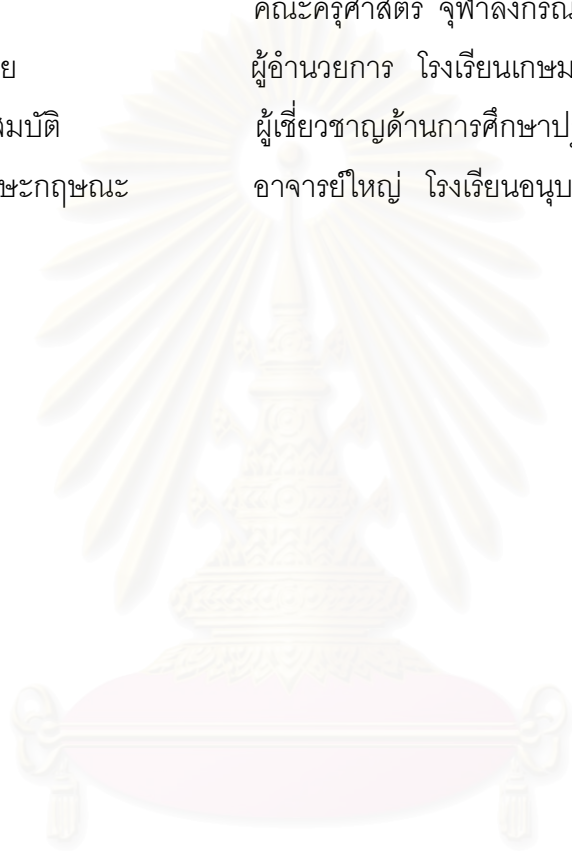 คณะครุศาสตร์ จุฬาลงกรณ
ย ผู้อำนวยการ โรงเรียนเกษม
สมบัติ ผู้เชี่ยวชาญด้านการศึกษาป
ษะกฤษณะ อาจารย์ใหญ่ โรงเรียนอนุบ